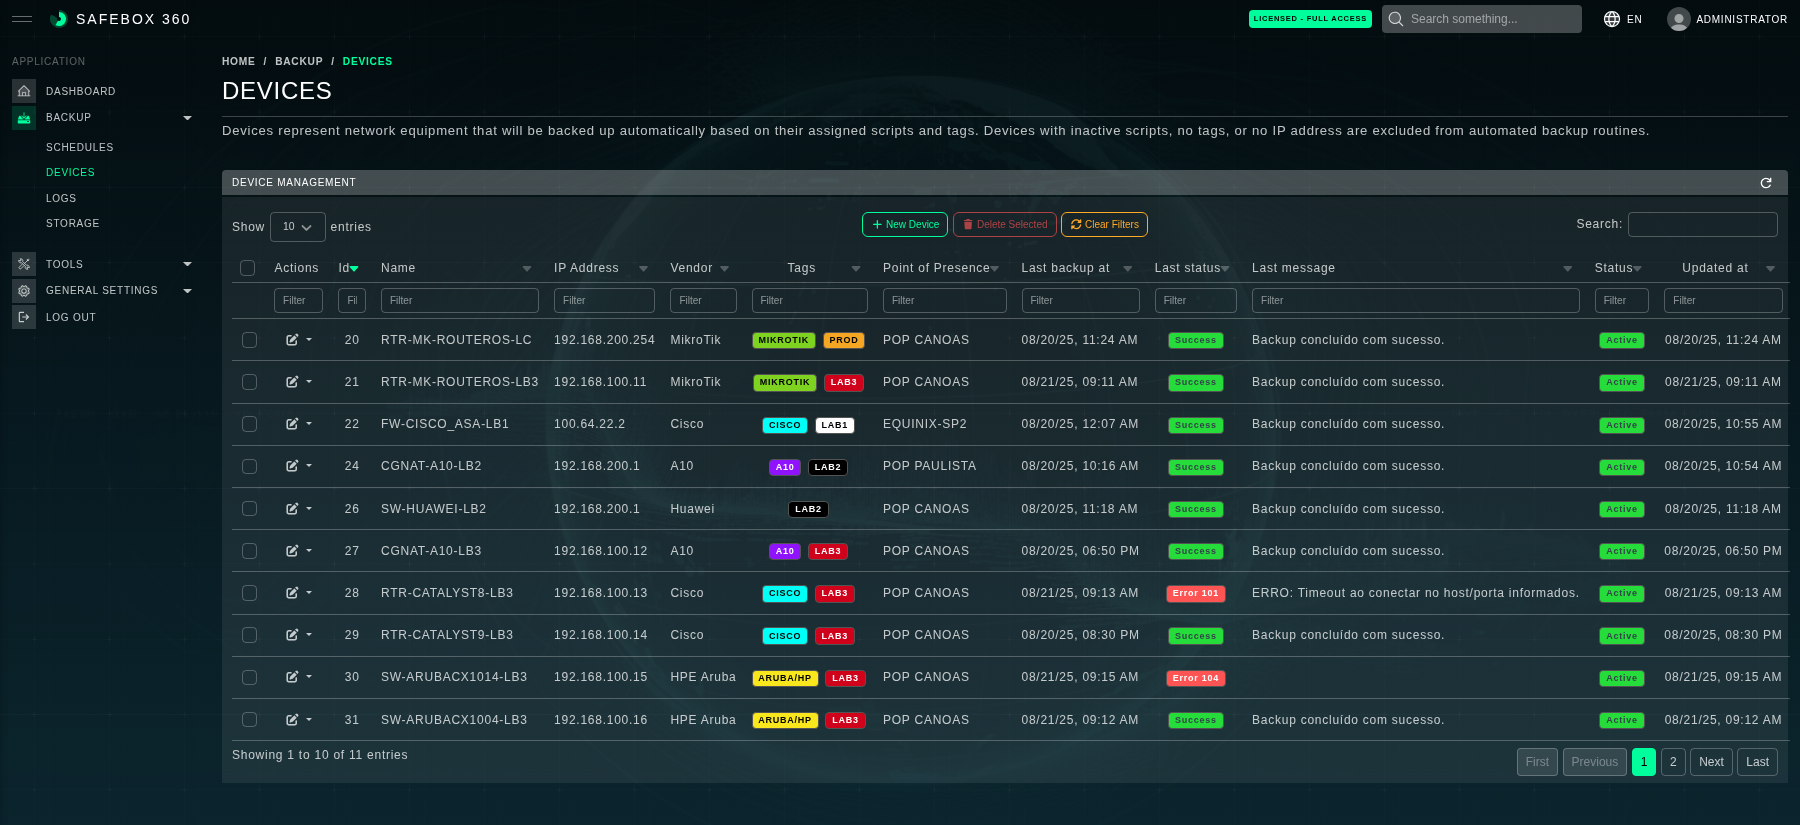 SAFEBOX 360
LICENSED - FULL ACCESS
Search something...
EN
ADMINISTRATOR
APPLICATION
DASHBOARD
BACKUP
SCHEDULES
DEVICES
LOGS
STORAGE
TOOLS
GENERAL SETTINGS
LOG OUT
HOME / BACKUP / DEVICES
DEVICES
Devices represent network equipment that will be backed up automatically based on their assigned scripts and tags. Devices with inactive scripts, no tags, or no IP address are excluded from automated backup routines.
DEVICE MANAGEMENT
Show 10 entries
New Device Delete Selected Clear Filters
Search:
Actions Id Name IP Address Vendor Tags Point of Presence Last backup at Last status Last message Status Updated at
Filter Fil Filter Filter Filter Filter Filter Filter Filter Filter Filter Filter
20 RTR-MK-ROUTEROS-LC 192.168.200.254 MikroTik MIKROTIK PROD POP CANOAS 08/20/25, 11:24 AM Success Backup concluído com sucesso. Active 08/20/25, 11:24 AM
21 RTR-MK-ROUTEROS-LB3 192.168.100.11 MikroTik MIKROTIK LAB3 POP CANOAS 08/21/25, 09:11 AM Success Backup concluído com sucesso. Active 08/21/25, 09:11 AM
22 FW-CISCO_ASA-LB1 100.64.22.2 Cisco CISCO LAB1 EQUINIX-SP2 08/20/25, 12:07 AM Success Backup concluído com sucesso. Active 08/20/25, 10:55 AM
24 CGNAT-A10-LB2 192.168.200.1 A10 A10 LAB2 POP PAULISTA 08/20/25, 10:16 AM Success Backup concluído com sucesso. Active 08/20/25, 10:54 AM
26 SW-HUAWEI-LB2 192.168.200.1 Huawei LAB2 POP CANOAS 08/20/25, 11:18 AM Success Backup concluído com sucesso. Active 08/20/25, 11:18 AM
27 CGNAT-A10-LB3 192.168.100.12 A10 A10 LAB3 POP CANOAS 08/20/25, 06:50 PM Success Backup concluído com sucesso. Active 08/20/25, 06:50 PM
28 RTR-CATALYST8-LB3 192.168.100.13 Cisco CISCO LAB3 POP CANOAS 08/21/25, 09:13 AM Error 101 ERRO: Timeout ao conectar no host/porta informados. Active 08/21/25, 09:13 AM
29 RTR-CATALYST9-LB3 192.168.100.14 Cisco CISCO LAB3 POP CANOAS 08/20/25, 08:30 PM Success Backup concluído com sucesso. Active 08/20/25, 08:30 PM
30 SW-ARUBACX1014-LB3 192.168.100.15 HPE Aruba ARUBA/HP LAB3 POP CANOAS 08/21/25, 09:15 AM Error 104 Active 08/21/25, 09:15 AM
31 SW-ARUBACX1004-LB3 192.168.100.16 HPE Aruba ARUBA/HP LAB3 POP CANOAS 08/21/25, 09:12 AM Success Backup concluído com sucesso. Active 08/21/25, 09:12 AM
Showing 1 to 10 of 11 entries
First Previous 1 2 Next Last